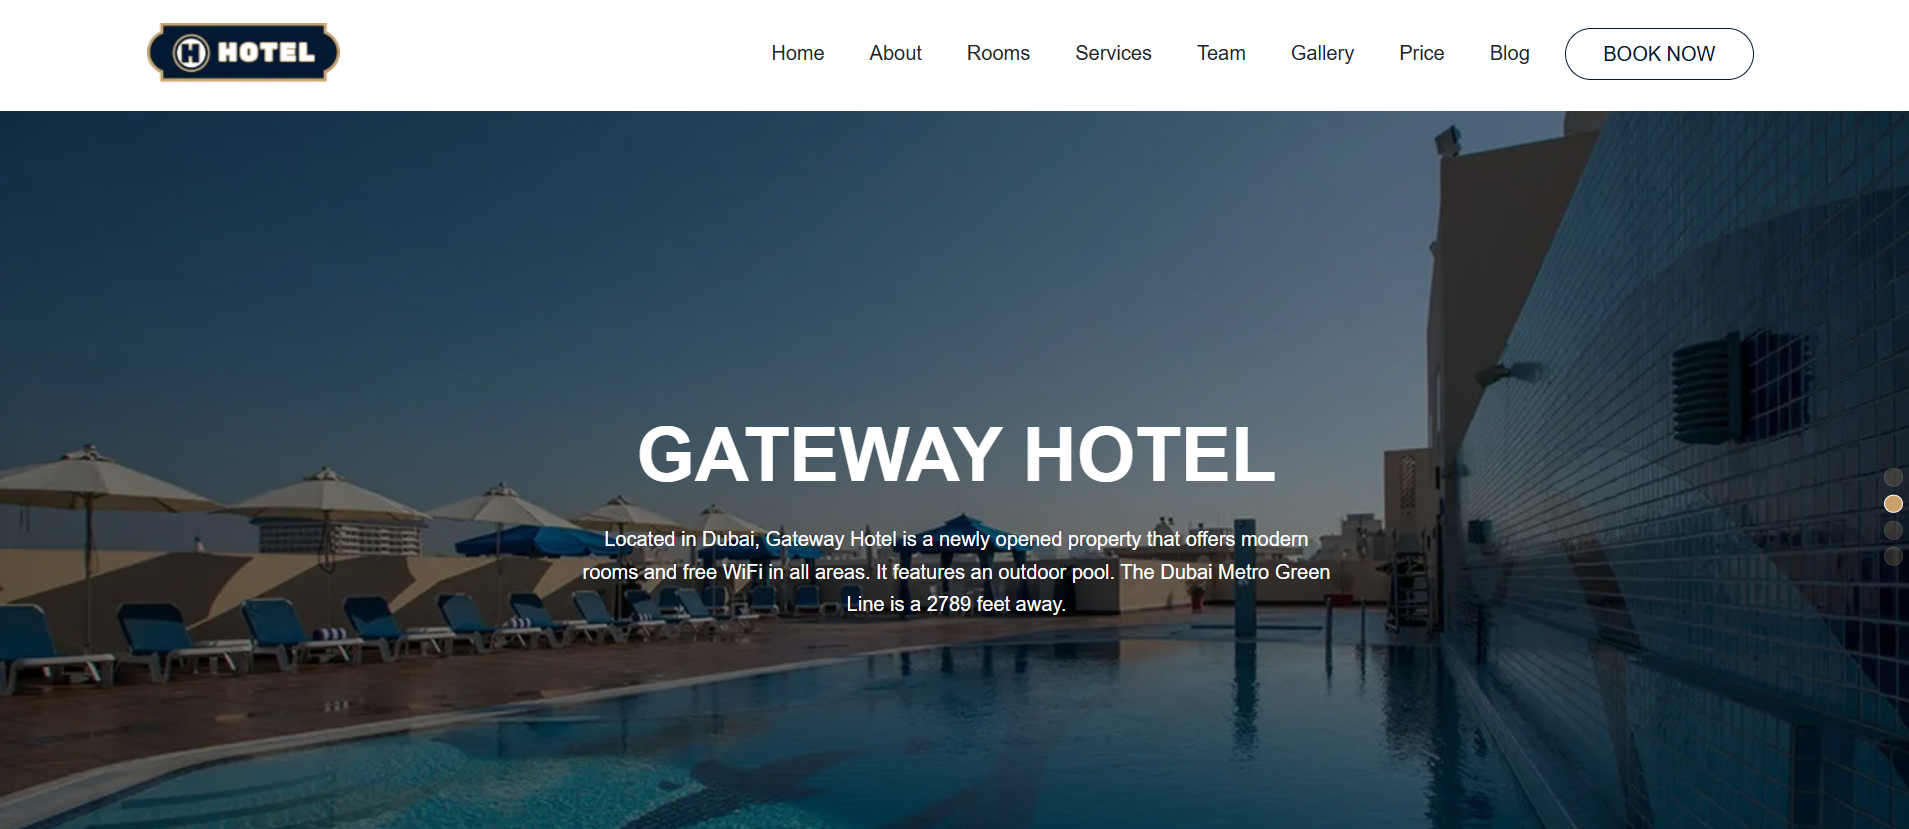 H HOTEL
Home About Rooms Services Team Gallery Price Blog BOOK NOW
GATEWAY HOTEL
Located in Dubai, Gateway Hotel is a newly opened property that offers modern
rooms and free WiFi in all areas. It features an outdoor pool. The Dubai Metro Green
Line is a 2789 feet away.